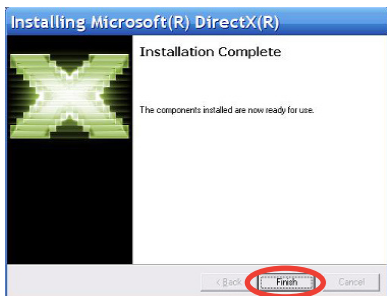 Installing Microsoft(R) DirectX(R)
Installation Complete
The components installed are now ready for use.
< Back
Finish
Cancel